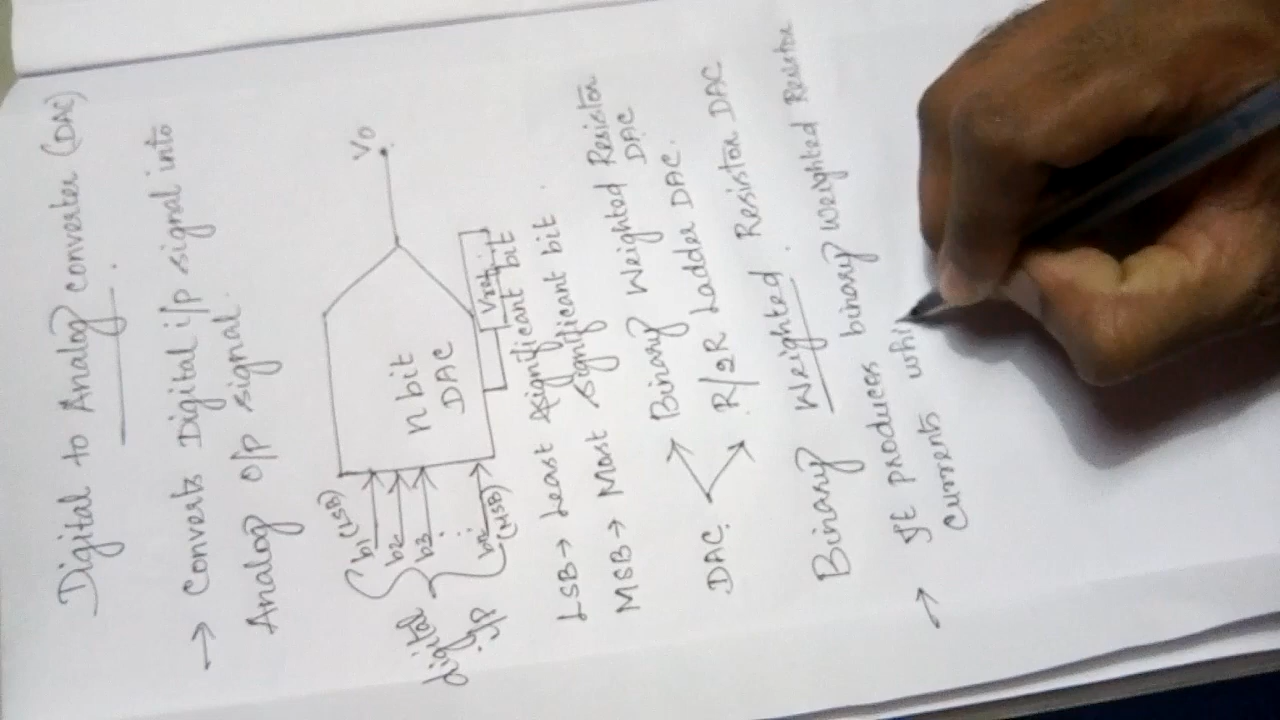 Digital to Analog converter (DAC)
→ Converts Digital i/p signal into
Analog o/p signal.
b1 (LSB)
b2
b3
bn (MSB)
digital
i/p
n bit
DAC
Vo
Vref
LSB → Least Significant bit
MSB → Most Significant bit.
DAC
Binary Weighted Resistor
DAC
R/2R Ladder DAC.
Binary Weighted Resistor DAC
→ It produces binary weighted Resistor
currents whi